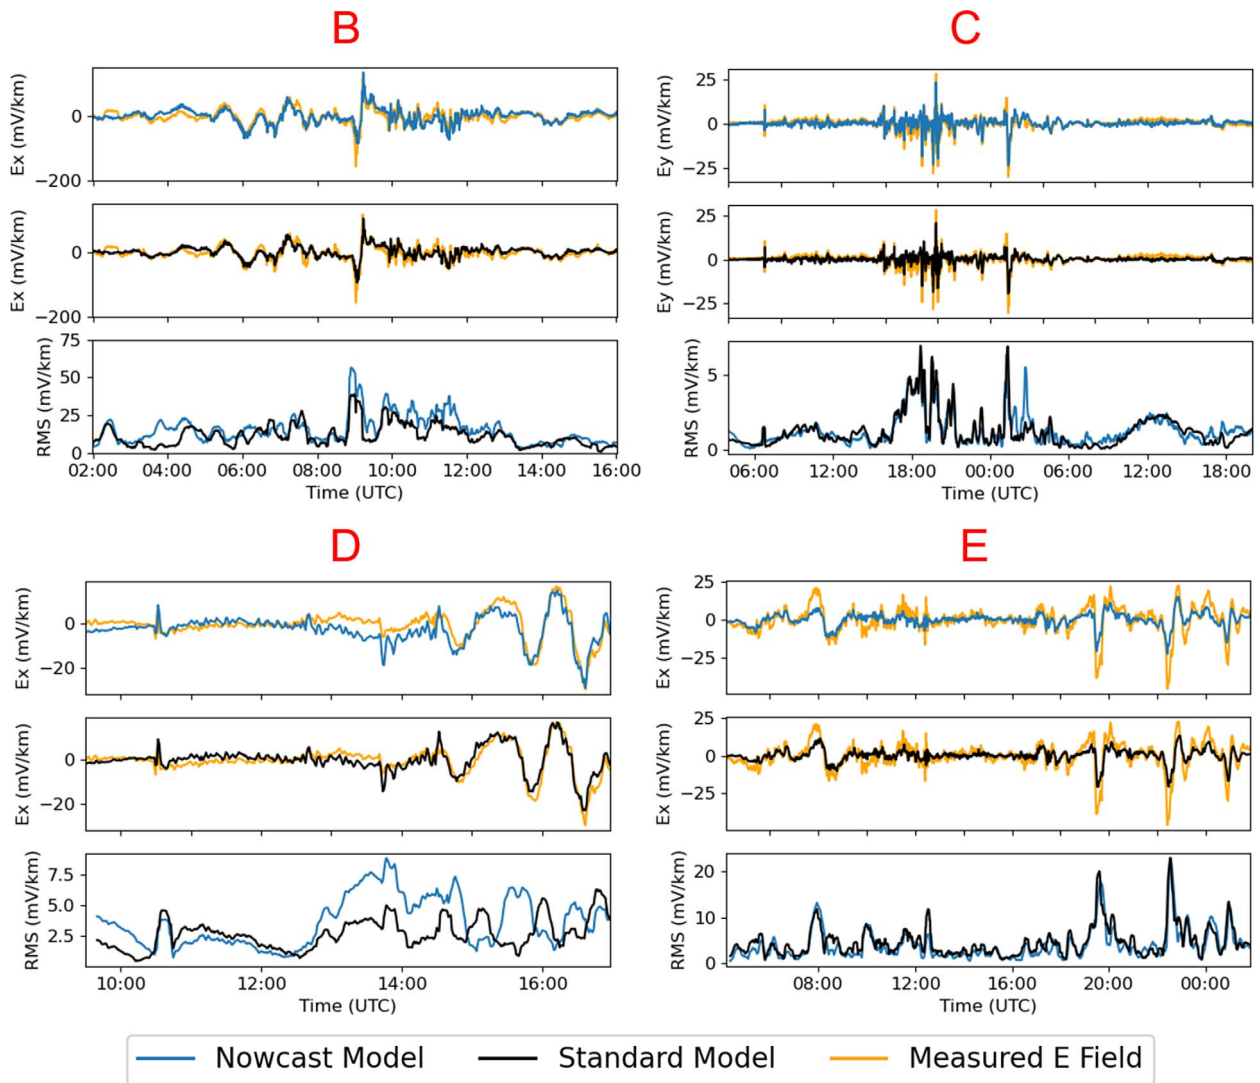 B
Ex (mV/km)
0
−200
Ex (mV/km)
0
−200
RMS (mV/km)
75
50
25
0
02:00 04:00 06:00 08:00 10:00 12:00 14:00 16:00
Time (UTC)
C
Ey (mV/km)
25
0
−25
Ey (mV/km)
25
0
−25
RMS (mV/km)
5
0
06:00 12:00 18:00 00:00 06:00 12:00 18:00
Time (UTC)
D
Ex (mV/km)
0
−20
Ex (mV/km)
0
−20
RMS (mV/km)
7.5
5.0
2.5
10:00 12:00 14:00 16:00
Time (UTC)
E
Ex (mV/km)
25
0
−25
Ex (mV/km)
25
0
−25
RMS (mV/km)
20
10
0
08:00 12:00 16:00 20:00 00:00
Time (UTC)
Nowcast Model Standard Model Measured E Field